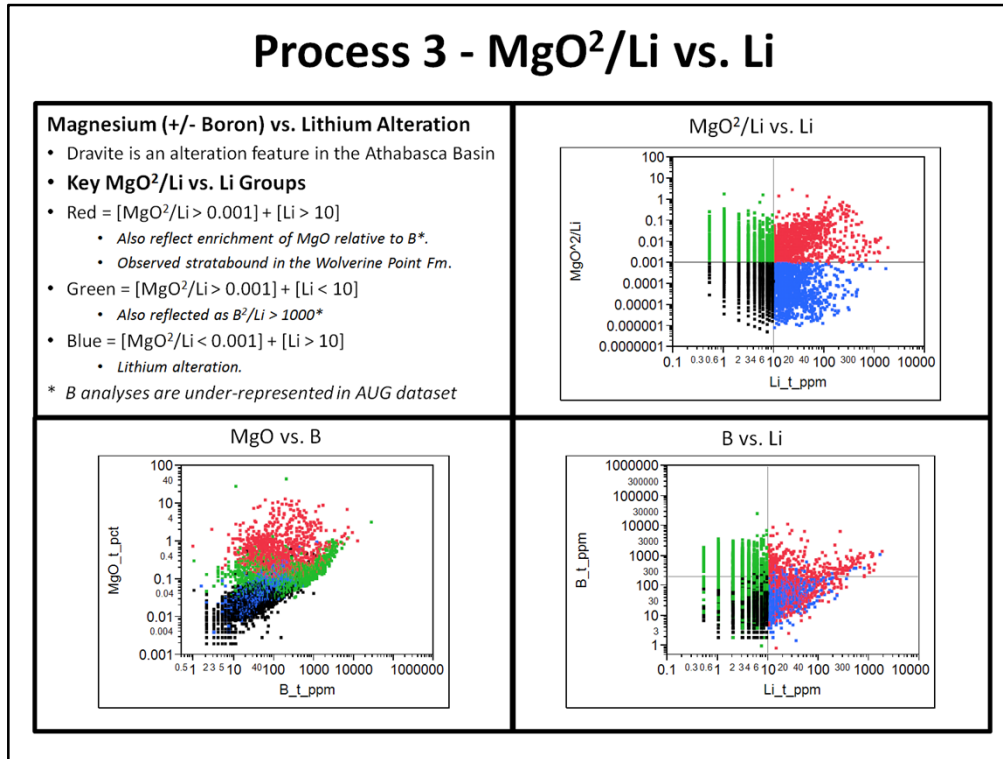 Process 3 - MgO²/Li vs. Li
Magnesium (+/- Boron) vs. Lithium Alteration
• Dravite is an alteration feature in the Athabasca Basin
• Key MgO²/Li vs. Li Groups
• Red = [MgO²/Li > 0.001] + [Li > 10]
• Also reflect enrichment of MgO relative to B*.
• Observed stratabound in the Wolverine Point Fm.
• Green = [MgO²/Li > 0.001] + [Li < 10]
• Also reflected as B²/Li > 1000*
• Blue = [MgO²/Li < 0.001] + [Li > 10]
• Lithium alteration.
* B analyses are under-represented in AUG dataset
MgO²/Li vs. Li
MgO^2/Li
100
10
1
0.1
0.01
0.001
0.0001
0.00001
0.000001
0.0000001
0.1 1 10 100 1000 10000
0.3 0.6 2 3 4 6 20 40 300
Li_t_ppm
MgO vs. B
MgO_t_pct
100
40
10
4
1
0.4
0.1
0.04
0.01
0.004
0.001
0.5 1 2 3 5 10 40 100 1000 10000 1000000
B_t_ppm
B vs. Li
B_t_ppm
1000000
300000
100000
30000
10000
3000
1000
300
100
30
10
3
1
0.1 1 10 100 1000 10000
0.3 0.6 2 3 4 6 20 40 300
Li_t_ppm